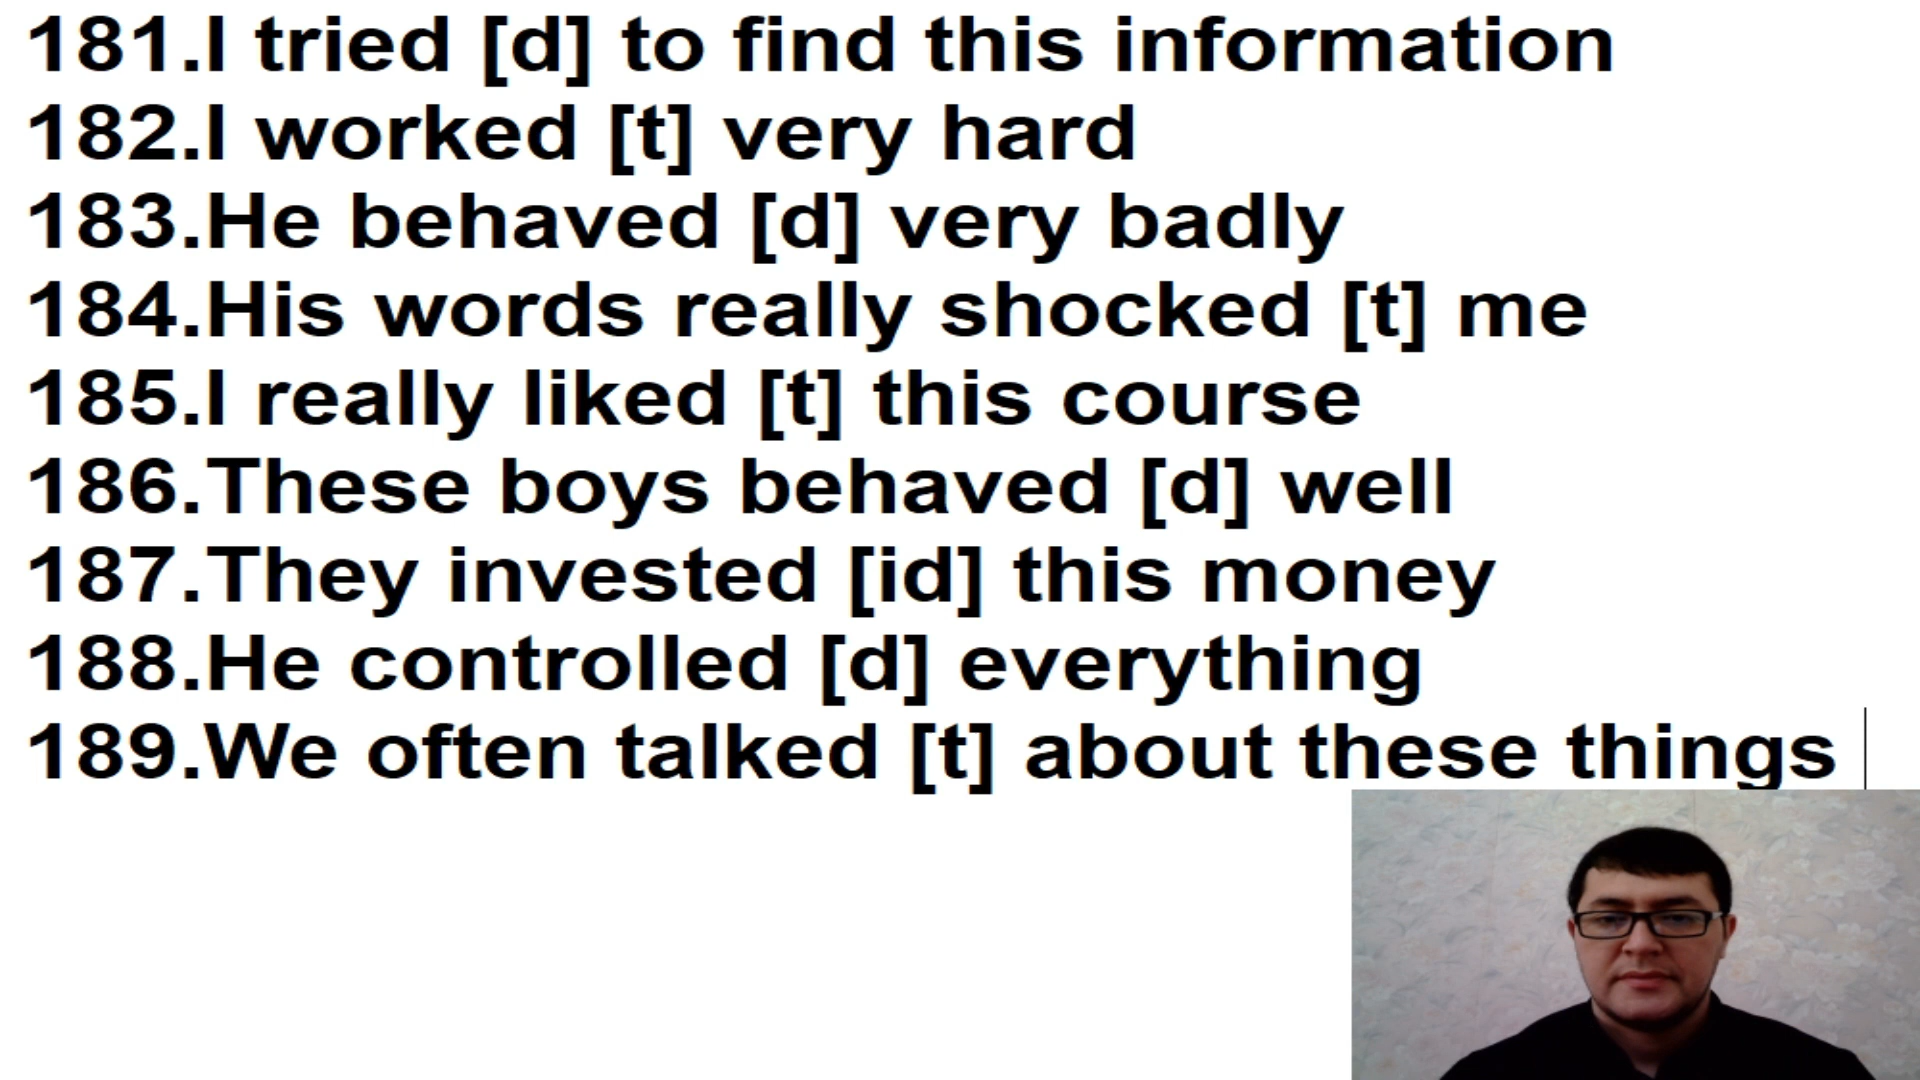 181.I tried [d] to find this information
182.I worked [t] very hard
183.He behaved [d] very badly
184.His words really shocked [t] me
185.I really liked [t] this course
186.These boys behaved [d] well
187.They invested [id] this money
188.He controlled [d] everything
189.We often talked [t] about these things